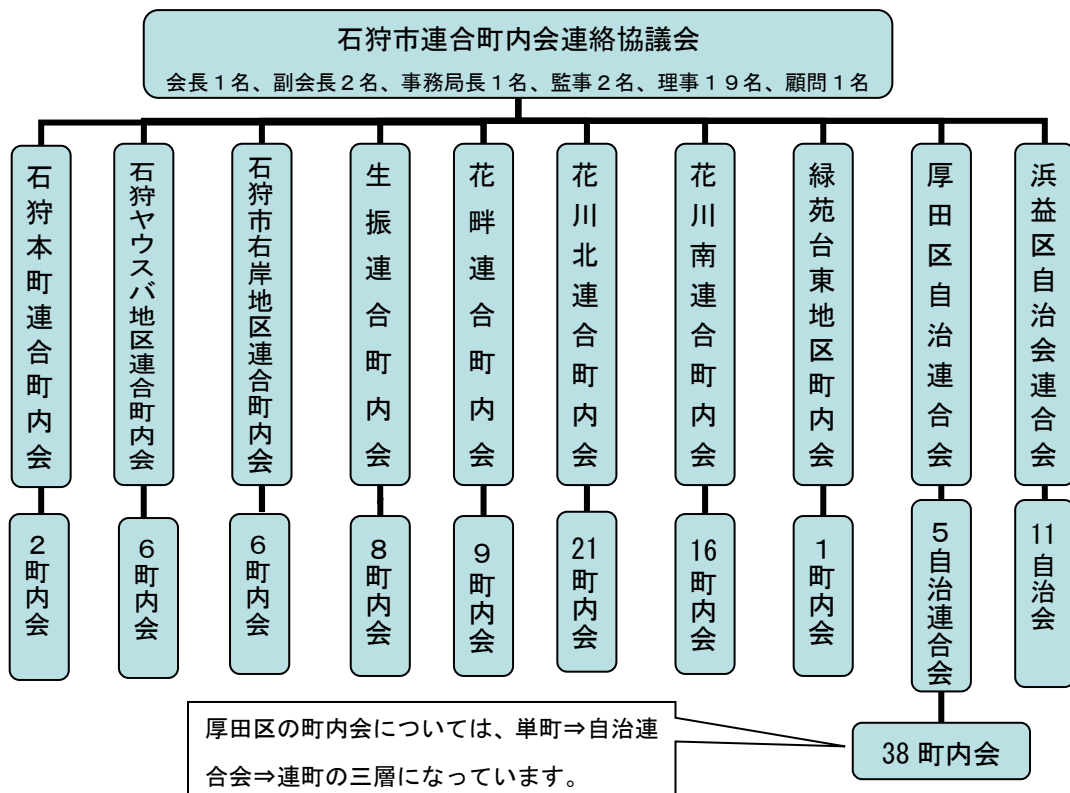 石狩市連合町内会連絡協議会
会長１名、副会長２名、事務局長１名、監事２名、理事１９名、顧問１名
石狩本町連合町内会
石狩ヤウスバ地区連合町内会
石狩市右岸地区連合町内会
生振連合町内会
花畔連合町内会
花川北連合町内会
花川南連合町内会
緑苑台東地区町内会
厚田区自治連合会
浜益区自治会連合会
２町内会
６町内会
６町内会
８町内会
９町内会
21町内会
16町内会
１町内会
５自治連合会
11自治会
厚田区の町内会については、単町⇒自治連
合会⇒連町の三層になっています。
38 町内会